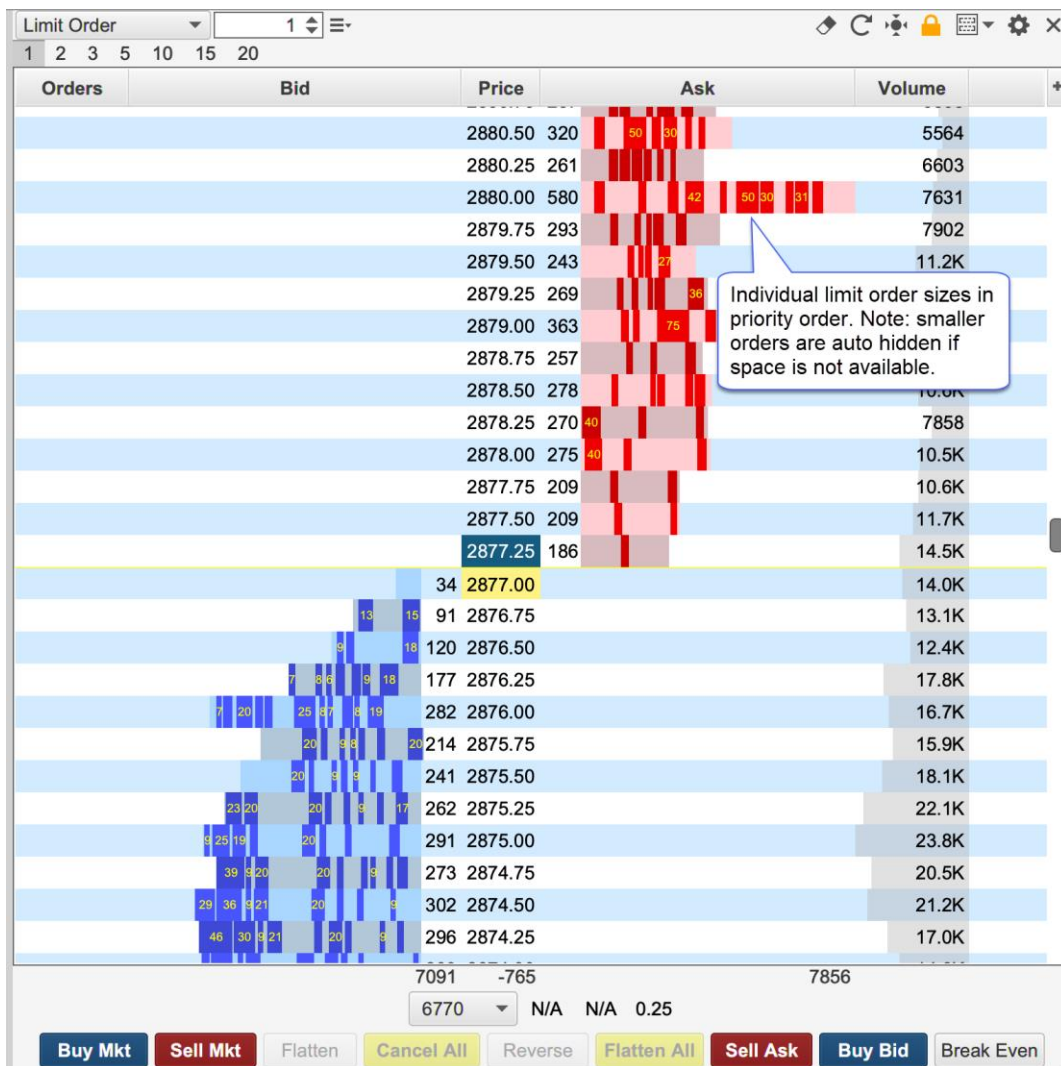 Limit Order 1
1 2 3 5 10 15 20
Orders Bid Price Ask Volume
2880.50 320 50 30 5564
2880.25 261 6603
2880.00 580 42 50 30 31 7631
2879.75 293 7902
2879.50 243 27 11.2K
2879.25 269 36
2879.00 363 75
2878.75 257
2878.50 278 10.6K
2878.25 270 40 7858
2878.00 275 40 10.5K
2877.75 209 10.6K
2877.50 209 11.7K
2877.25 186 14.5K
Individual limit order sizes in
priority order. Note: smaller
orders are auto hidden if
space is not available.
34 2877.00 14.0K
13 15 91 2876.75 13.1K
9 18 120 2876.50 12.4K
7 8 6 9 18 177 2876.25 17.8K
7 20 25 8 7 8 19 282 2876.00 16.7K
20 9 8 20 214 2875.75 15.9K
20 9 9 241 2875.50 18.1K
23 20 20 9 17 262 2875.25 22.1K
9 25 19 20 291 2875.00 23.8K
39 9 20 20 9 273 2874.75 20.5K
29 36 9 21 20 9 302 2874.50 21.2K
46 30 9 21 20 9 296 2874.25 17.0K
7091 -765 7856
6770 N/A N/A 0.25
Buy Mkt Sell Mkt Flatten Cancel All Reverse Flatten All Sell Ask Buy Bid Break Even